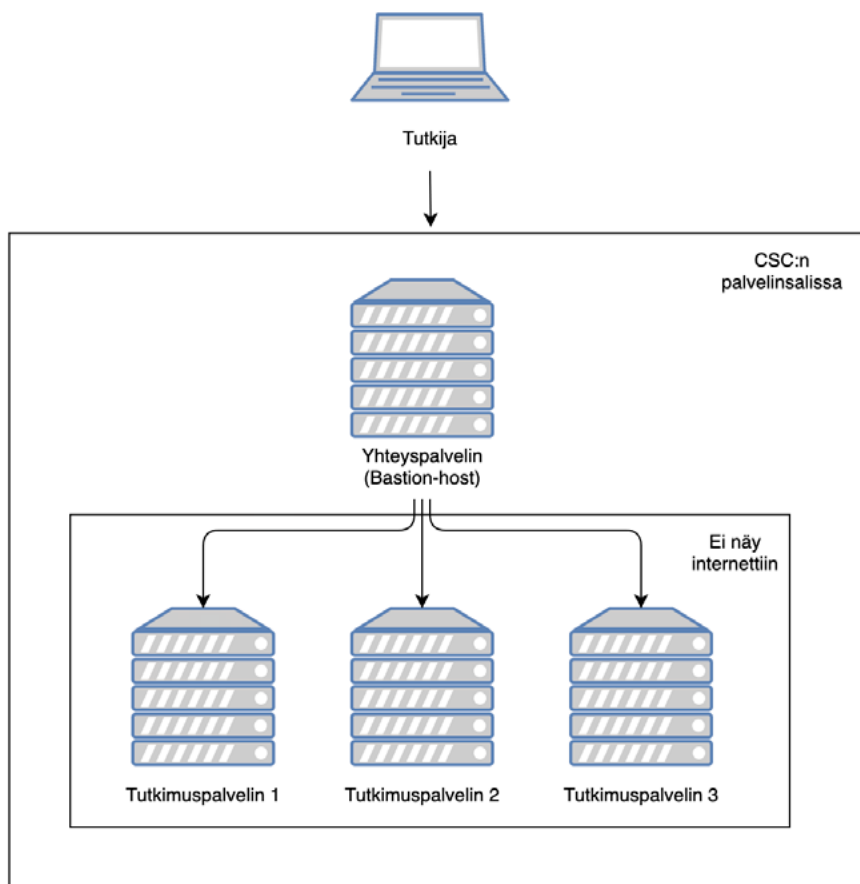 Tutkija
CSC:n
palvelinsalissa
Yhteyspalvelin
(Bastion-host)
Ei näy
internettiin
Tutkimuspalvelin 1
Tutkimuspalvelin 2
Tutkimuspalvelin 3